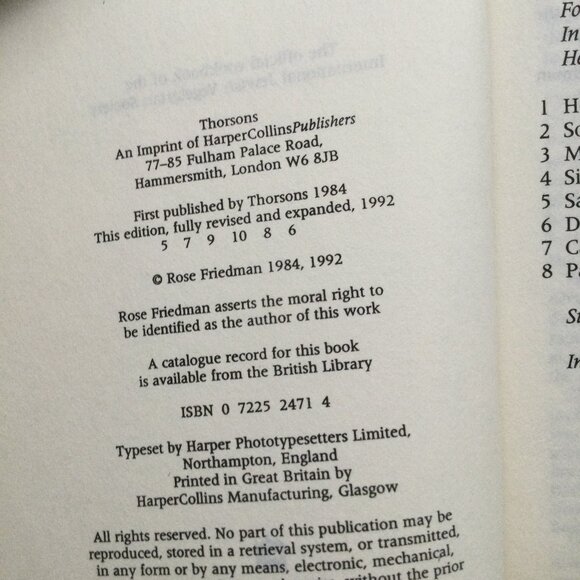 Thorsons
An Imprint of HarperCollinsPublishers
77–85 Fulham Palace Road,
Hammersmith, London W6 8JB
First published by Thorsons 1984
This edition, fully revised and expanded, 1992
5 7 9 10 8 6
© Rose Friedman 1984, 1992
Rose Friedman asserts the moral right to
be identified as the author of this work
A catalogue record for this book
is available from the British Library
ISBN 0 7225 2471 4
Typeset by Harper Phototypesetters Limited,
Northampton, England
Printed in Great Britain by
HarperCollins Manufacturing, Glasgow
All rights reserved. No part of this publication may be
reproduced, stored in a retrieval system, or transmitted,
in any form or by any means, electronic, mechanical,
without the prior
1
2
3
4
5
6
7
8